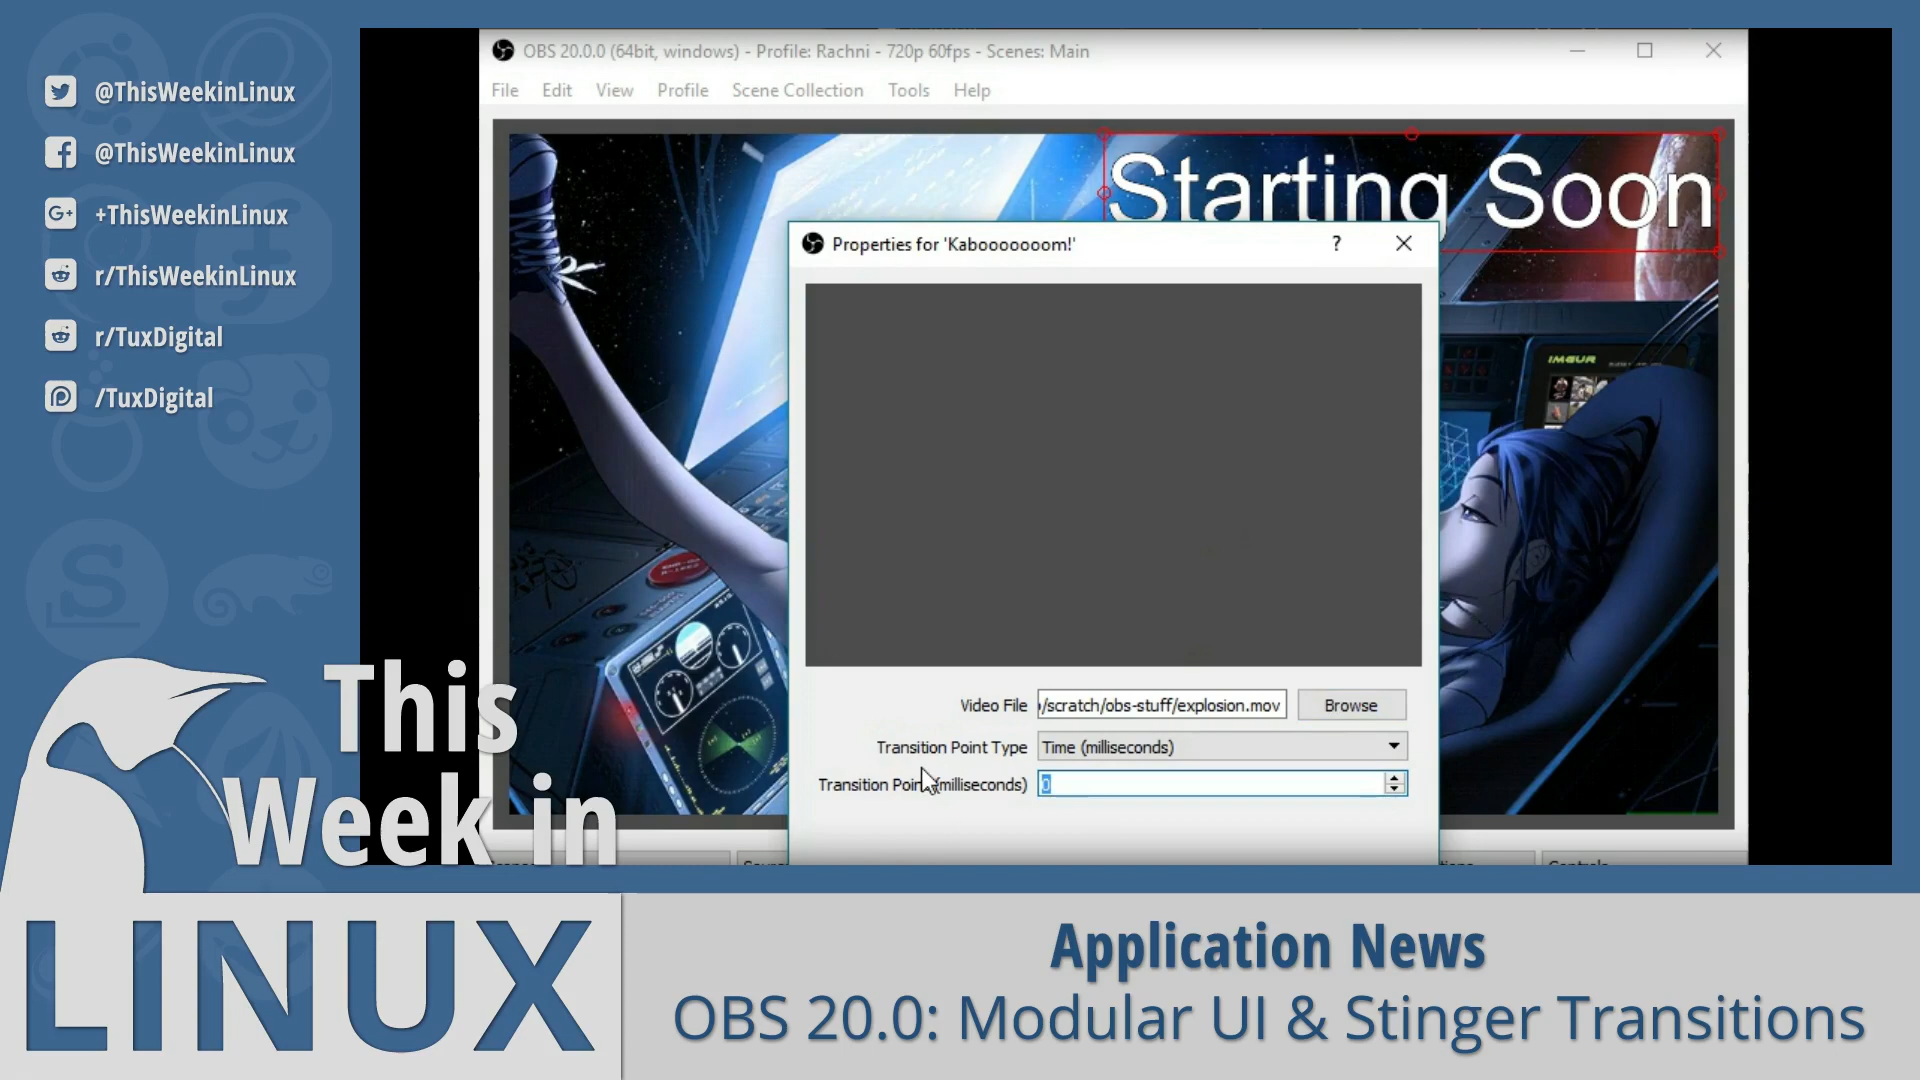 @ThisWeekinLinux
@ThisWeekinLinux
+ThisWeekinLinux
r/ThisWeekinLinux
r/TuxDigital
/TuxDigital
OBS 20.0.0 (64bit, windows) - Profile: Rachni - 720p 60fps - Scenes: Main
File Edit View Profile Scene Collection Tools Help
Starting Soon
Properties for 'Kabooooooom!'
IMGUR
Video File /scratch/obs-stuff/explosion.mov Browse
Transition Point Type Time (milliseconds)
Transition Point (milliseconds) 0
This
Week in
LINUX
Application News
OBS 20.0: Modular UI & Stinger Transitions